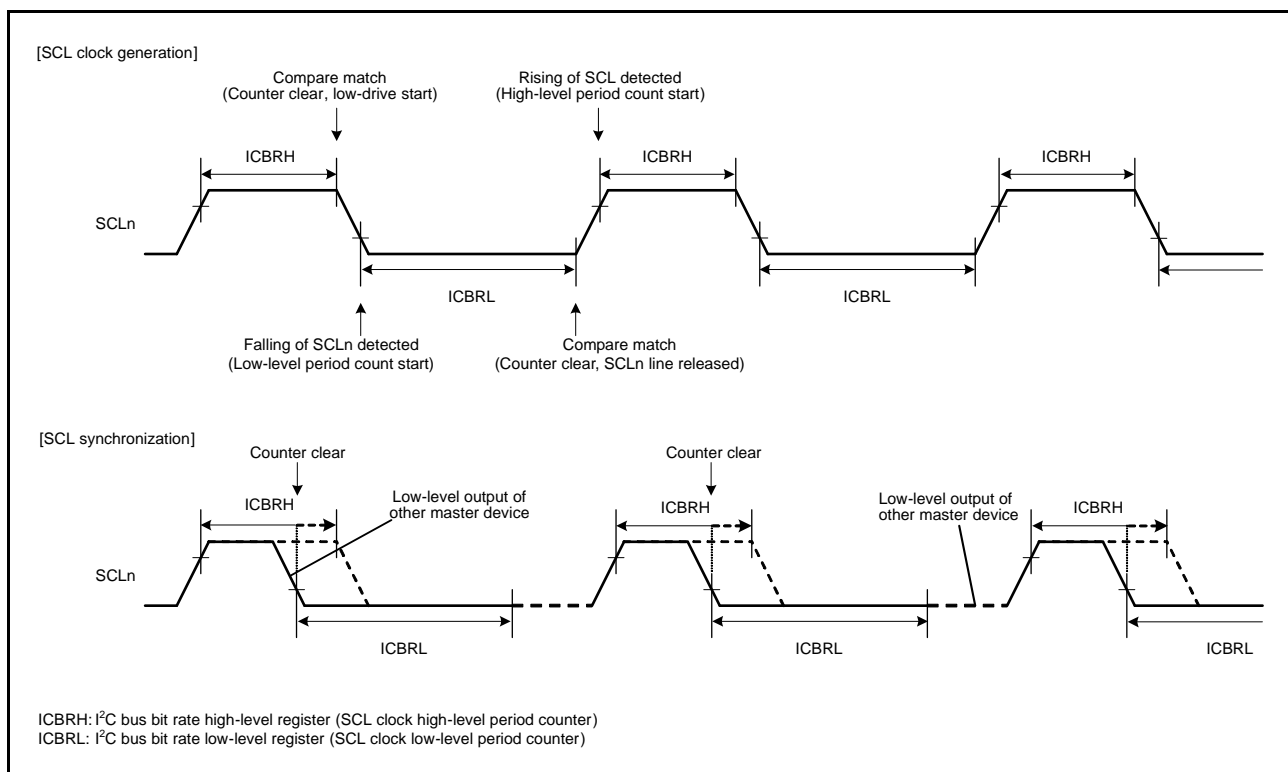 [SCL clock generation]
Compare match
(Counter clear, low-drive start)
Rising of SCL detected
(High-level period count start)
ICBRH
ICBRH
ICBRH
SCLn
ICBRL
ICBRL
Falling of SCLn detected
(Low-level period count start)
Compare match
(Counter clear, SCLn line released)
[SCL synchronization]
Counter clear
Counter clear
ICBRH
Low-level output of
other master device
ICBRH
Low-level output of
other master device
ICBRH
SCLn
ICBRL
ICBRL
ICBRL
ICBRH: I²C bus bit rate high-level register (SCL clock high-level period counter)
ICBRL: I²C bus bit rate low-level register (SCL clock low-level period counter)